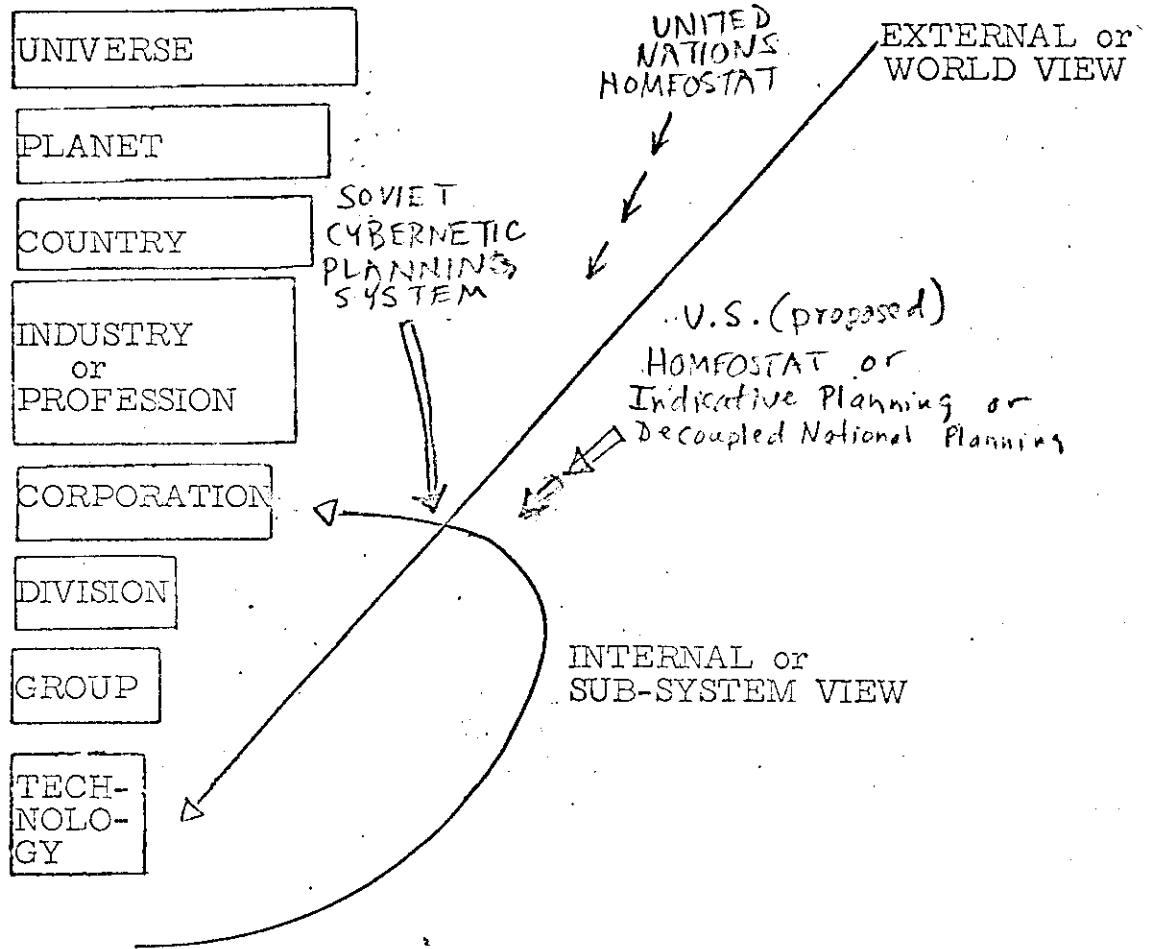 UNIVERSE
PLANET
COUNTRY
INDUSTRY
or
PROFESSION
CORPORATION
DIVISION
GROUP
TECH-
NOLO-
GY
SOVIET
CYBERNETIC
PLANNING
SYSTEM
UNITED
NATIONS
HOMFOSTAT
EXTERNAL or
WORLD VIEW
U.S. (proposed)
HOMFOSTAT or
Indicative Planning or
Decoupled National Planning
INTERNAL or
SUB-SYSTEM VIEW